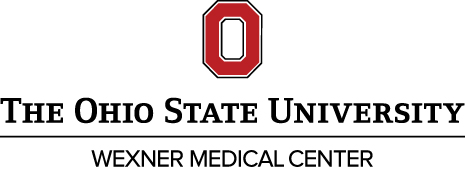 O
THE OHIO STATE UNIVERSITY
WEXNER MEDICAL CENTER